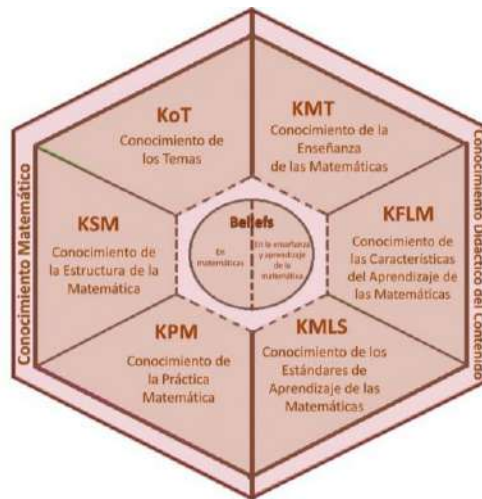 KoT
Conocimiento de
los Temas
KMT
Conocimiento de la
Enseñanza
de las Matemáticas
KSM
Conocimiento de
la Estructura de la
Matemática
Beliefs
En
matemáticas
En la enseñanza
y aprendizaje
de la
matemática
KFLM
Conocimiento de
las Características
del Aprendizaje de
las Matemáticas
KPM
Conocimiento de
la Práctica
Matemática
KMLS
Conocimiento de los
Estándares de
Aprendizaje de las
Matemáticas
Conocimiento Matemático
Conocimiento Didáctico del Contenido